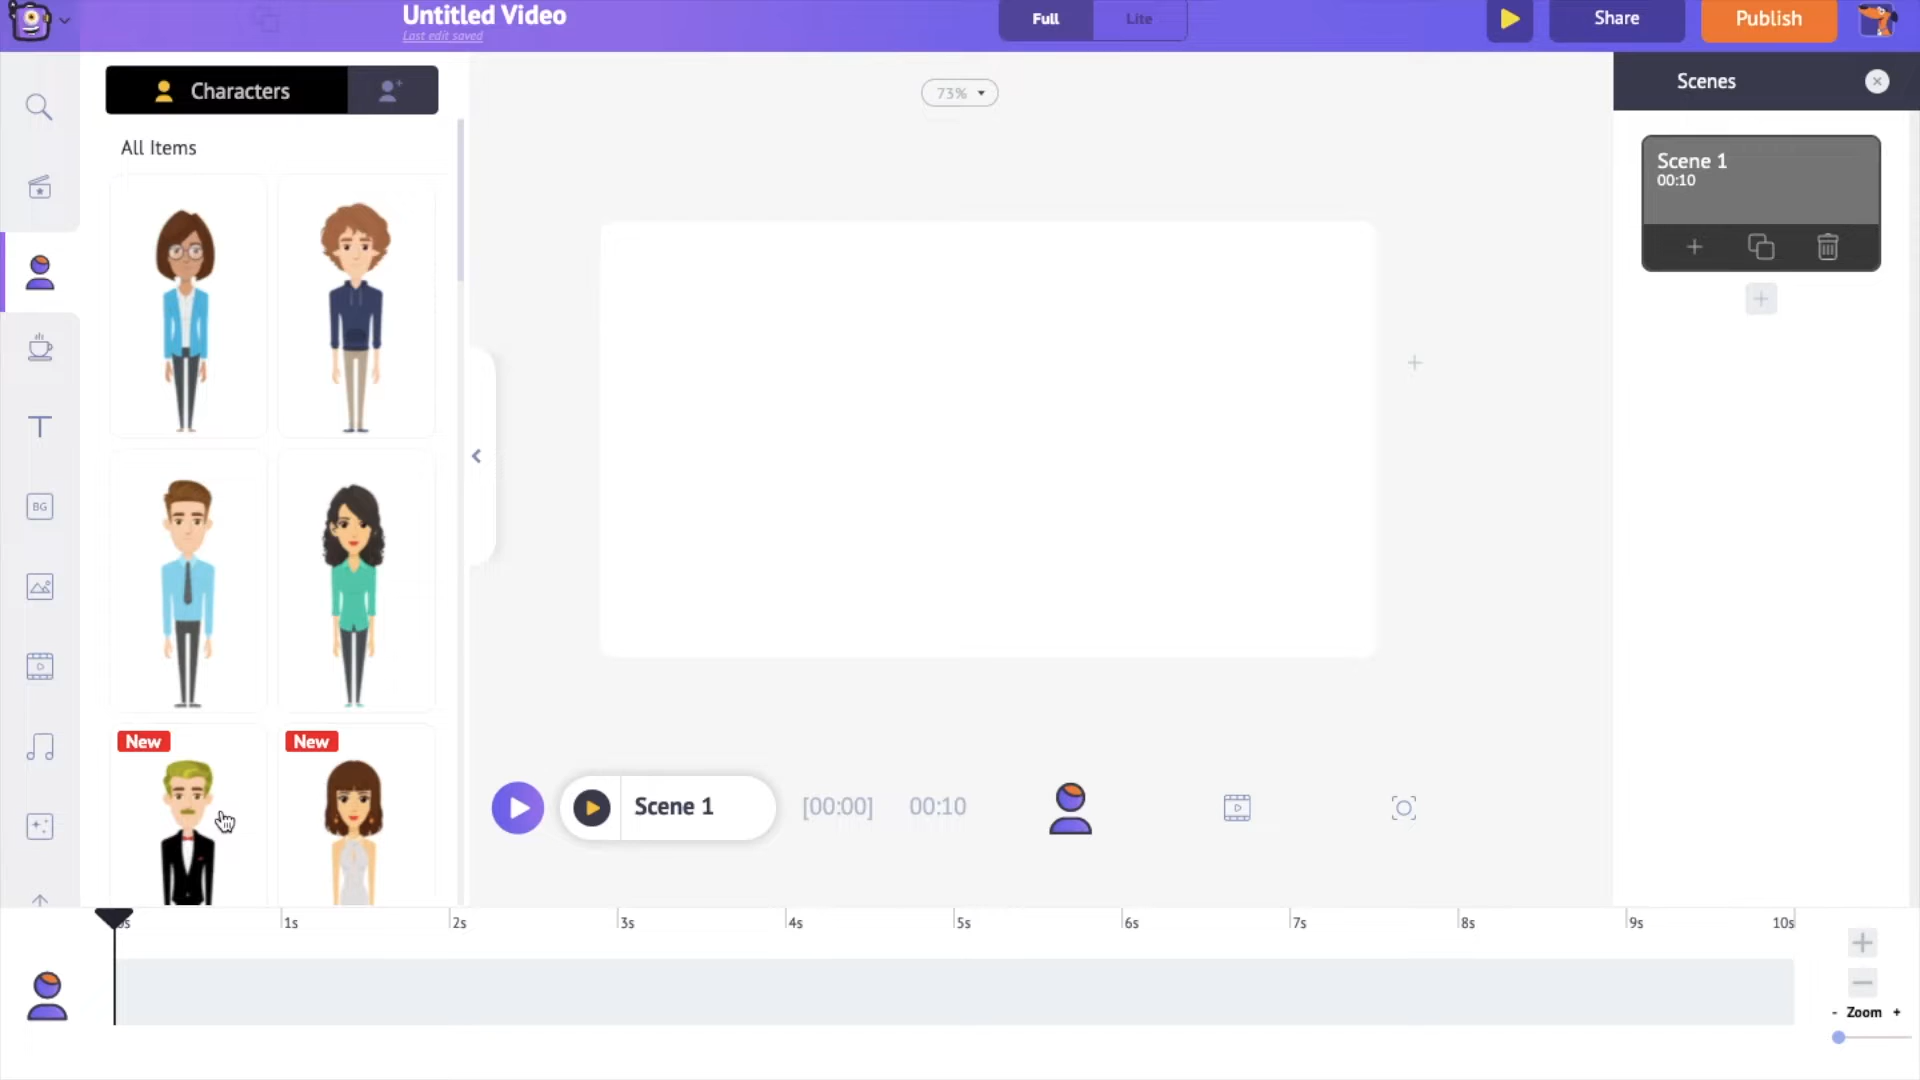 Untitled Video
Last edit saved
Full
Lite
Share
Publish
Characters
All Items
New
New
BG
73%
Scenes
Scene 1
00:10
Scene 1
[00:00]
00:10
1s
2s
3s
4s
5s
6s
7s
8s
9s
10s
- Zoom +